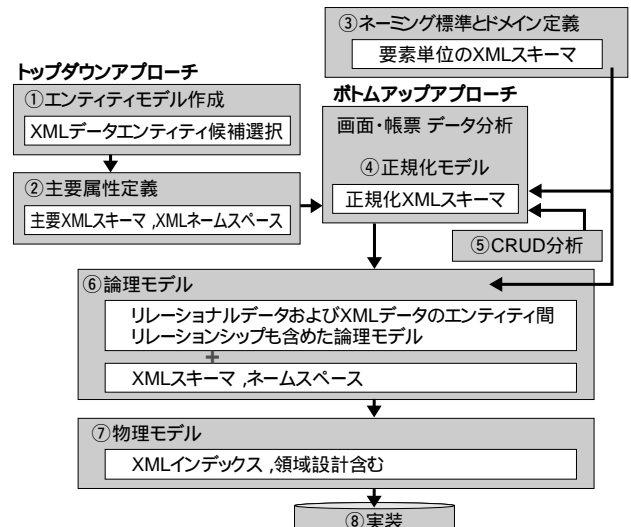 ③ネーミング標準とドメイン定義
要素単位のXMLスキーマ
トップダウンアプローチ
①エンティティモデル作成
XMLデータエンティティ候補選択
②主要属性定義
主要XMLスキーマ ,XMLネームスペース
ボトムアップアプローチ
画面・帳票 データ分析
④正規化モデル
正規化XMLスキーマ
⑤CRUD分析
⑥論理モデル
リレーショナルデータおよびXMLデータのエンティティ間
リレーションシップも含めた論理モデル
+
XMLスキーマ ,ネームスペース
⑦物理モデル
XMLインデックス ,領域設計含む
⑧実装